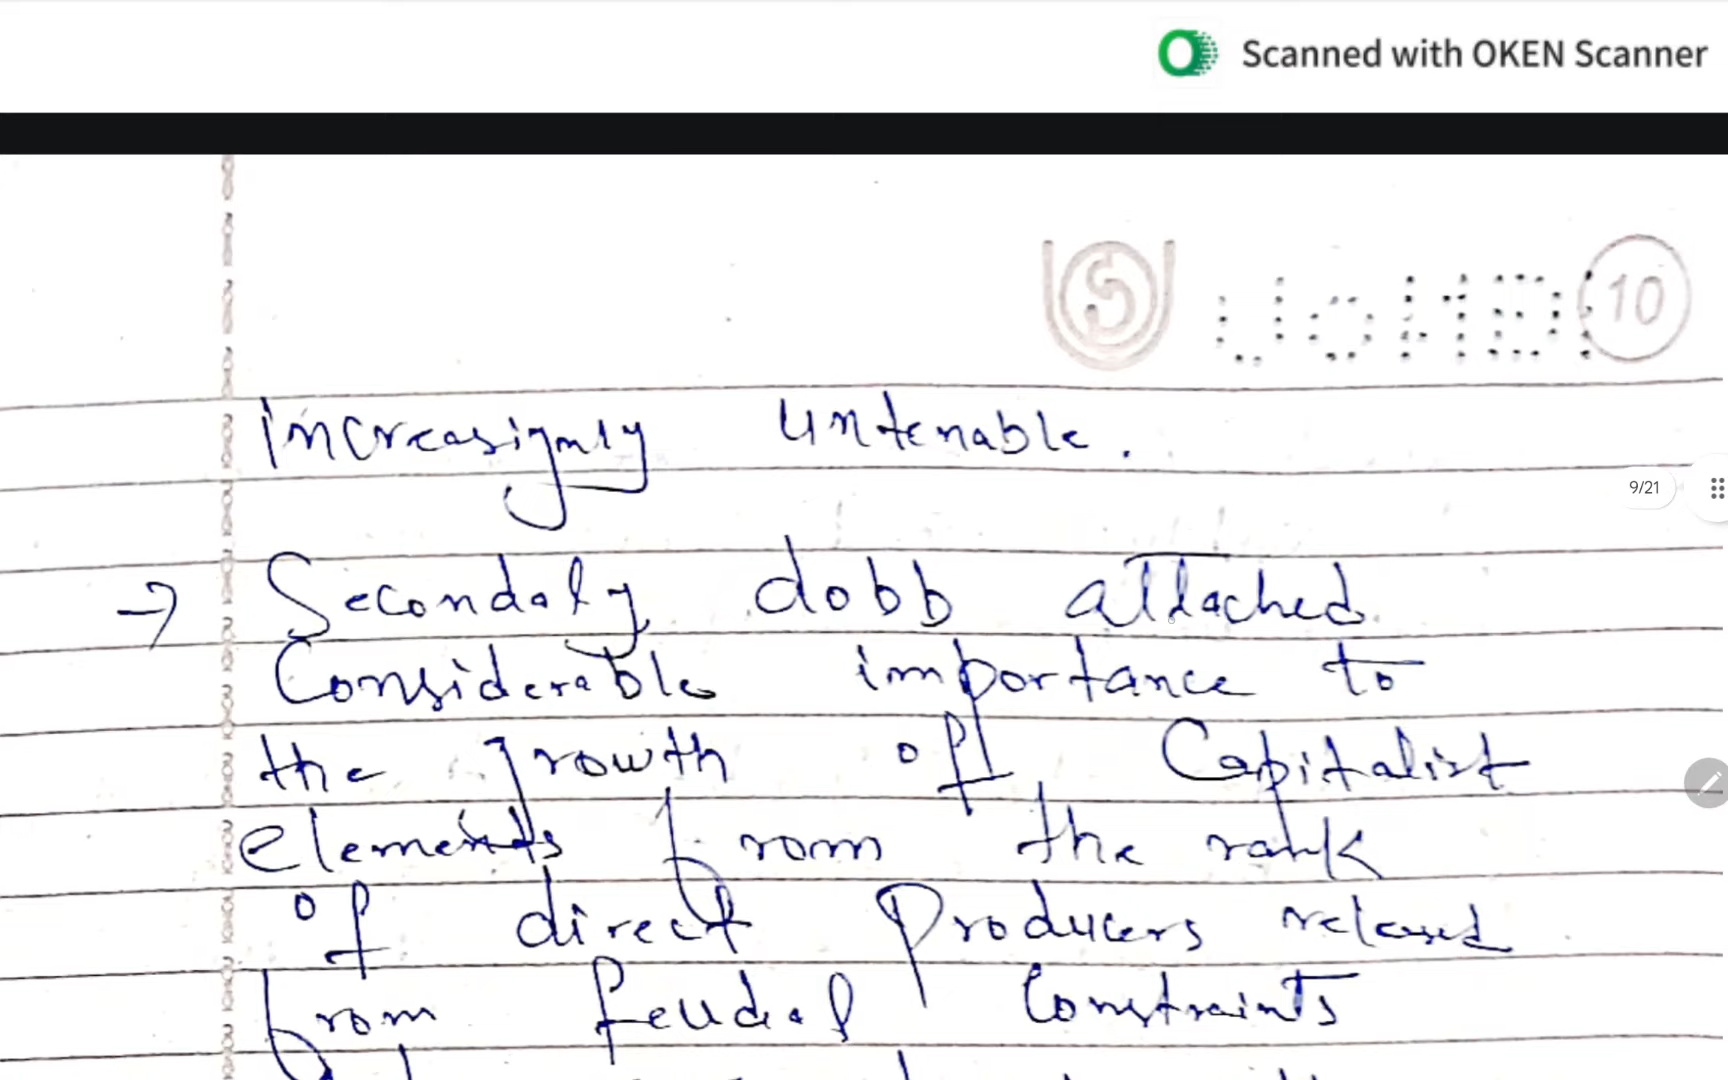 Scanned with OKEN Scanner
10
increasignly untenable.
9/21
→ Secondaly dobb attached
Considerable importance to
the growth of Capitalist
elements from the rank
of direct Producers released
from feudal Constraints